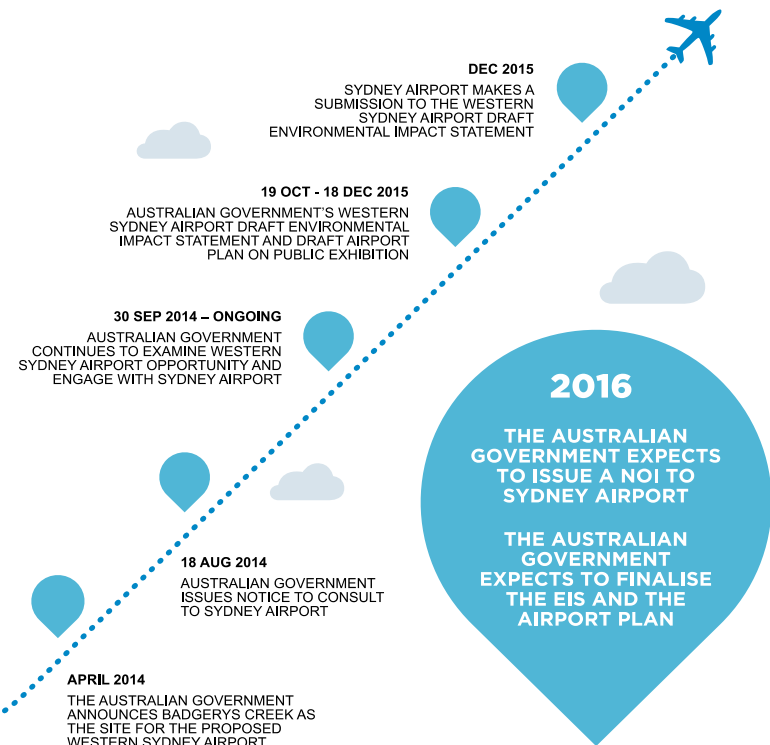 DEC 2015
SYDNEY AIRPORT MAKES A
SUBMISSION TO THE WESTERN
SYDNEY AIRPORT DRAFT
ENVIRONMENTAL IMPACT STATEMENT
19 OCT - 18 DEC 2015
AUSTRALIAN GOVERNMENT'S WESTERN
SYDNEY AIRPORT DRAFT ENVIRONMENTAL
IMPACT STATEMENT AND DRAFT AIRPORT
PLAN ON PUBLIC EXHIBITION
30 SEP 2014 – ONGOING
AUSTRALIAN GOVERNMENT
CONTINUES TO EXAMINE WESTERN
SYDNEY AIRPORT OPPORTUNITY AND
ENGAGE WITH SYDNEY AIRPORT
2016
THE AUSTRALIAN
GOVERNMENT EXPECTS
TO ISSUE A NOI TO
SYDNEY AIRPORT
THE AUSTRALIAN
GOVERNMENT
EXPECTS TO FINALISE
THE EIS AND THE
AIRPORT PLAN
18 AUG 2014
AUSTRALIAN GOVERNMENT
ISSUES NOTICE TO CONSULT
TO SYDNEY AIRPORT
APRIL 2014
THE AUSTRALIAN GOVERNMENT
ANNOUNCES BADGERYS CREEK AS
THE SITE FOR THE PROPOSED
WESTERN SYDNEY AIRPORT